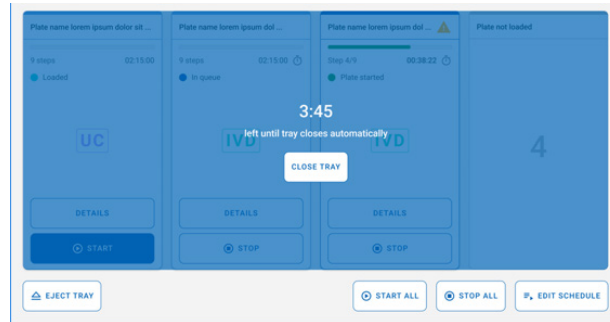 Plate name lorem ipsum dolor sit ...
9 steps 02:15:00
Loaded
UC
DETAILS
START
Plate name lorem ipsum dol ...
9 steps 02:15:00
In queue
IVD
DETAILS
STOP
Plate name lorem ipsum dol ...
Step 4/9 00:38:22
Plate started
IVD
DETAILS
STOP
Plate not loaded
4
3:45
left until tray closes automatically
CLOSE TRAY
EJECT TRAY
START ALL
STOP ALL
EDIT SCHEDULE